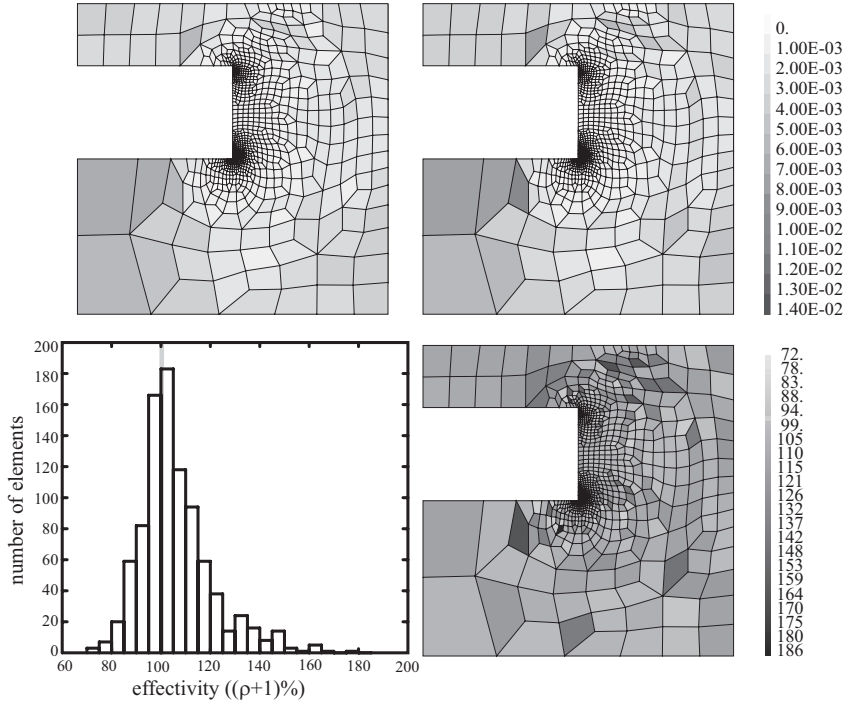 0.
1.00E-03
2.00E-03
3.00E-03
4.00E-03
5.00E-03
6.00E-03
7.00E-03
8.00E-03
9.00E-03
1.00E-02
1.10E-02
1.20E-02
1.30E-02
1.40E-02
200
180
160
140
120
100
80
60
40
20
0
number of elements
60 80 100 120 140 160 180 200
effectivity ((ρ+1)%)
72.
78.
83.
88.
94.
99.
105
110
115
121
126
132
137
142
148
153
159
164
170
175
180
186